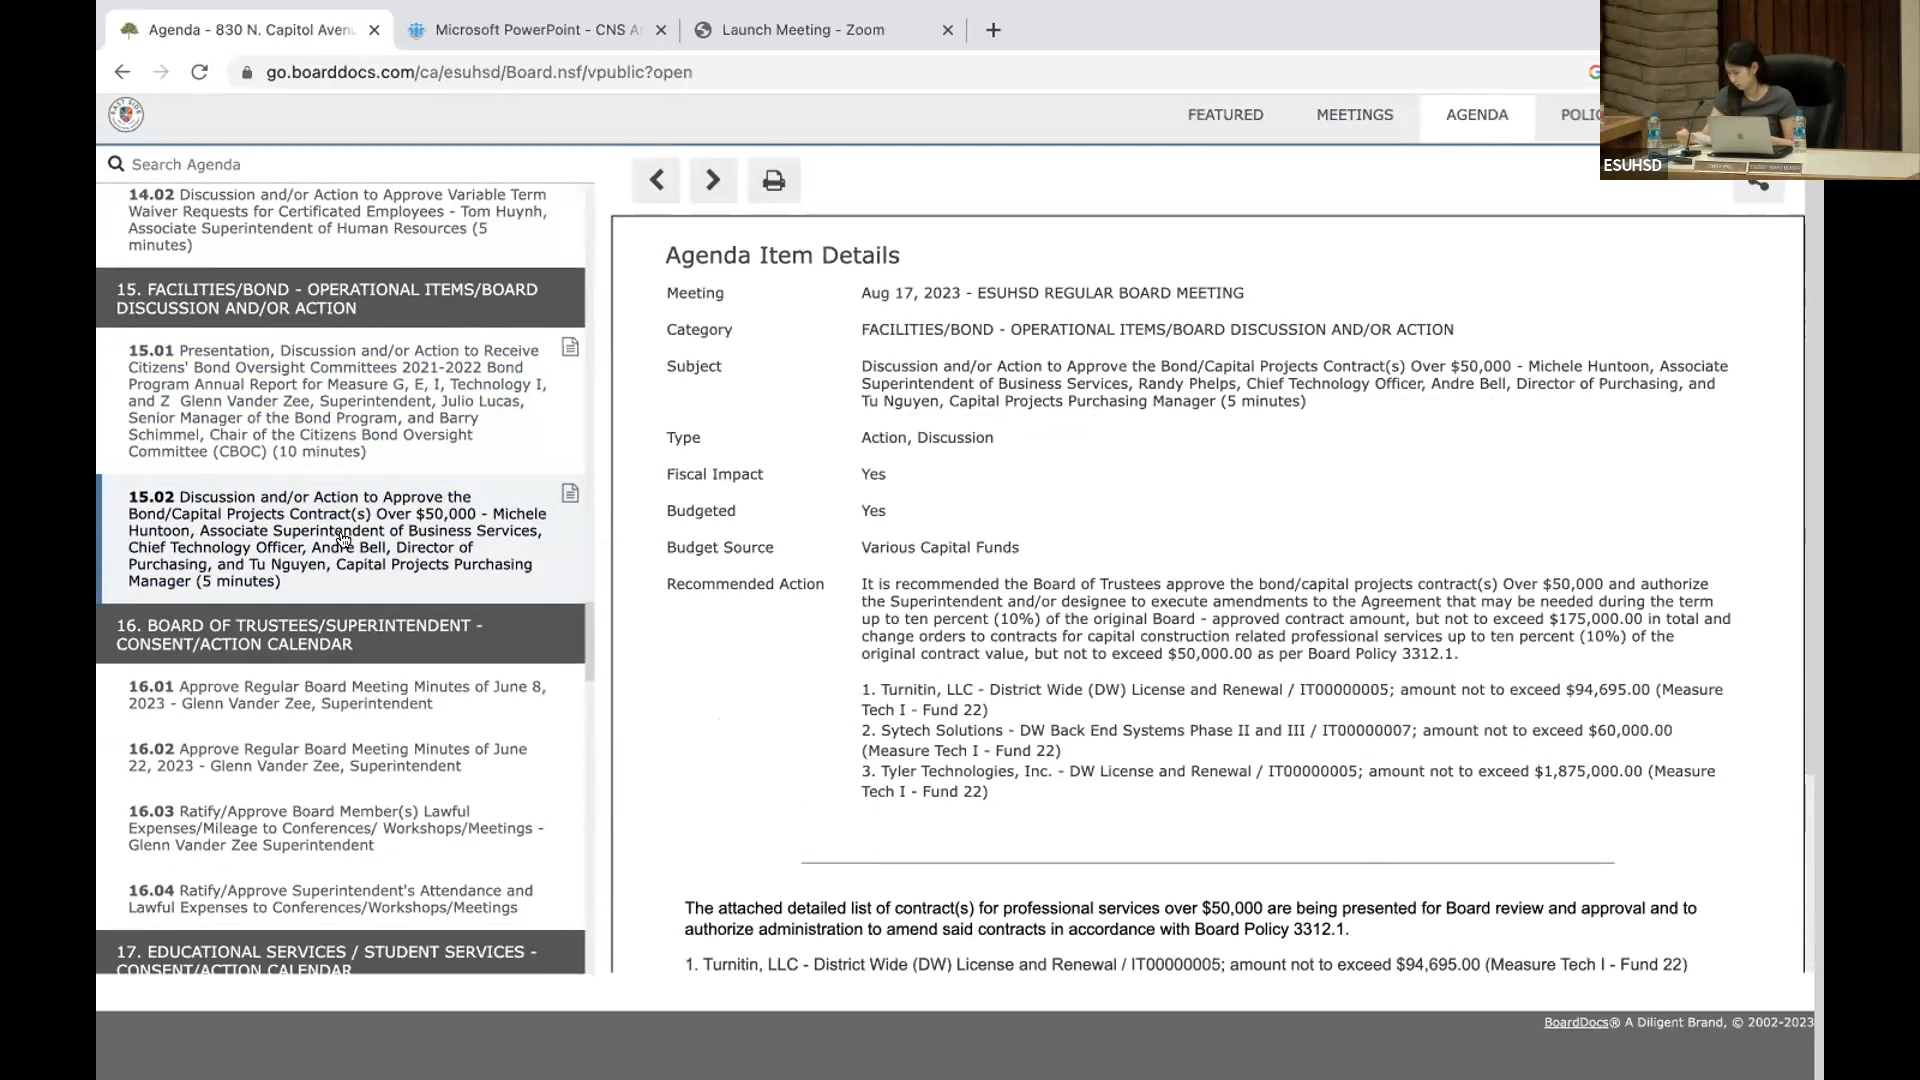 Agenda - 830 N. Capitol Aven
Microsoft PowerPoint - CNS A
Launch Meeting - Zoom
go.boarddocs.com/ca/esuhsd/Board.nsf/vpublic?open
FEATURED
MEETINGS
AGENDA
POLIC
ESUHSD
Search Agenda
14.02 Discussion and/or Action to Approve Variable Term
Waiver Requests for Certificated Employees - Tom Huynh,
Associate Superintendent of Human Resources (5
minutes)
15. FACILITIES/BOND - OPERATIONAL ITEMS/BOARD
DISCUSSION AND/OR ACTION
15.01 Presentation, Discussion and/or Action to Receive
Citizens' Bond Oversight Committees 2021-2022 Bond
Program Annual Report for Measure G, E, I, Technology I,
and Z Glenn Vander Zee, Superintendent, Julio Lucas,
Senior Manager of the Bond Program, and Barry
Schimmel, Chair of the Citizens Bond Oversight
Committee (CBOC) (10 minutes)
15.02 Discussion and/or Action to Approve the
Bond/Capital Projects Contract(s) Over $50,000 - Michele
Huntoon, Associate Superintendent of Business Services,
Chief Technology Officer, Andre Bell, Director of
Purchasing, and Tu Nguyen, Capital Projects Purchasing
Manager (5 minutes)
16. BOARD OF TRUSTEES/SUPERINTENDENT -
CONSENT/ACTION CALENDAR
16.01 Approve Regular Board Meeting Minutes of June 8,
2023 - Glenn Vander Zee, Superintendent
16.02 Approve Regular Board Meeting Minutes of June
22, 2023 - Glenn Vander Zee, Superintendent
16.03 Ratify/Approve Board Member(s) Lawful
Expenses/Mileage to Conferences/ Workshops/Meetings -
Glenn Vander Zee Superintendent
16.04 Ratify/Approve Superintendent's Attendance and
Lawful Expenses to Conferences/Workshops/Meetings
17. EDUCATIONAL SERVICES / STUDENT SERVICES -
CONSENT/ACTION CALENDAR
Agenda Item Details
Meeting Aug 17, 2023 - ESUHSD REGULAR BOARD MEETING
Category FACILITIES/BOND - OPERATIONAL ITEMS/BOARD DISCUSSION AND/OR ACTION
Subject Discussion and/or Action to Approve the Bond/Capital Projects Contract(s) Over $50,000 - Michele Huntoon, Associate
Superintendent of Business Services, Randy Phelps, Chief Technology Officer, Andre Bell, Director of Purchasing, and
Tu Nguyen, Capital Projects Purchasing Manager (5 minutes)
Type Action, Discussion
Fiscal Impact Yes
Budgeted Yes
Budget Source Various Capital Funds
Recommended Action It is recommended the Board of Trustees approve the bond/capital projects contract(s) Over $50,000 and authorize
the Superintendent and/or designee to execute amendments to the Agreement that may be needed during the term
up to ten percent (10%) of the original Board - approved contract amount, but not to exceed $175,000.00 in total and
change orders to contracts for capital construction related professional services up to ten percent (10%) of the
original contract value, but not to exceed $50,000.00 as per Board Policy 3312.1.
1. Turnitin, LLC - District Wide (DW) License and Renewal / IT00000005; amount not to exceed $94,695.00 (Measure
Tech I - Fund 22)
2. Sytech Solutions - DW Back End Systems Phase II and III / IT00000007; amount not to exceed $60,000.00
(Measure Tech I - Fund 22)
3. Tyler Technologies, Inc. - DW License and Renewal / IT00000005; amount not to exceed $1,875,000.00 (Measure
Tech I - Fund 22)
The attached detailed list of contract(s) for professional services over $50,000 are being presented for Board review and approval and to
authorize administration to amend said contracts in accordance with Board Policy 3312.1.
1. Turnitin, LLC - District Wide (DW) License and Renewal / IT00000005; amount not to exceed $94,695.00 (Measure Tech I - Fund 22)
BoardDocs® A Diligent Brand, © 2002-2023